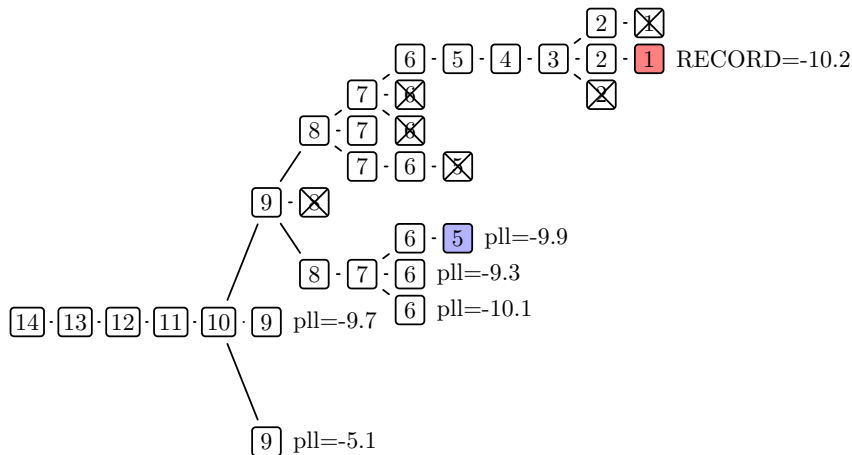 2 1
6 5 4 3 2 1 RECORD=-10.2
7 6 2
8 7 6
7 6 5
9 8
6 5 pll=-9.9
8 7 6 pll=-9.3
6 pll=-10.1
14 13 12 11 10 9 pll=-9.7
9 pll=-5.1